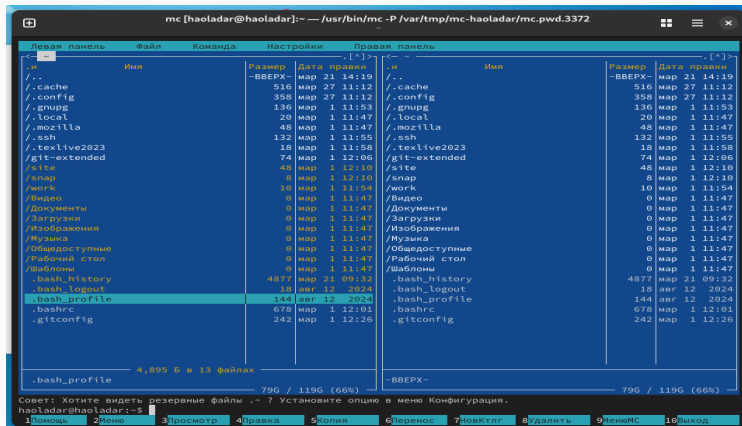 mc [haoladar@haoladar]:~ — /usr/bin/mc -P /var/tmp/mc-haoladar/mc.pwd.3372
~
Левая панель Файл Команда Настройки Правая панель
<— ~ .[^]> <— ~ .[^]>
.и Имя Размер Дата правки .и Имя Размер Дата правки
/.. -ВВЕРХ- мар 21 14:19 /.. -ВВЕРХ- мар 21 14:19
/.cache 516 мар 27 11:12 /.cache 516 мар 27 11:12
/.config 358 мар 27 11:12 /.config 358 мар 27 11:12
/.gnupg 136 мар 1 11:53 /.gnupg 136 мар 1 11:53
/.local 20 мар 1 11:47 /.local 20 мар 1 11:47
/.mozilla 48 мар 1 11:47 /.mozilla 48 мар 1 11:47
/.ssh 132 мар 1 11:55 /.ssh 132 мар 1 11:55
/.texlive2023 18 мар 1 11:58 /.texlive2023 18 мар 1 11:58
/git-extended 74 мар 1 12:06 /git-extended 74 мар 1 12:06
/site 48 мар 1 12:10 /site 48 мар 1 12:10
/snap 8 мар 1 12:10 /snap 8 мар 1 12:10
/work 10 мар 1 11:54 /work 10 мар 1 11:54
/Видео 0 мар 1 11:47 /Видео 0 мар 1 11:47
/Документы 0 мар 1 11:47 /Документы 0 мар 1 11:47
/Загрузки 0 мар 1 11:47 /Загрузки 0 мар 1 11:47
/Изображения 0 мар 1 11:47 /Изображения 0 мар 1 11:47
/Музыка 0 мар 1 11:47 /Музыка 0 мар 1 11:47
/Общедоступные 0 мар 1 11:47 /Общедоступные 0 мар 1 11:47
/Рабочий стол 0 мар 1 11:47 /Рабочий стол 0 мар 1 11:47
/Шаблоны 0 мар 1 11:47 /Шаблоны 0 мар 1 11:47
.bash_history 4877 мар 21 09:32 .bash_history 4877 мар 21 09:32
.bash_logout 18 авг 12 2024 .bash_logout 18 авг 12 2024
.bash_profile 144 авг 12 2024 .bash_profile 144 авг 12 2024
.bashrc 678 мар 1 12:01 .bashrc 678 мар 1 12:01
.gitconfig 242 мар 1 12:26 .gitconfig 242 мар 1 12:26
4,895 Б в 13 файлах
.bash_profile -ВВЕРХ-
79G / 119G (66%) 79G / 119G (66%)
Совет: Хотите видеть резервные файлы .~ ? Установите опцию в меню Конфигурация.
haoladar@haoladar:~$
1Помощь 2Меню 3Просмотр 4Правка 5Копия 6Перенос 7НовКтлг 8Удалить 9МенюMC 10Выход